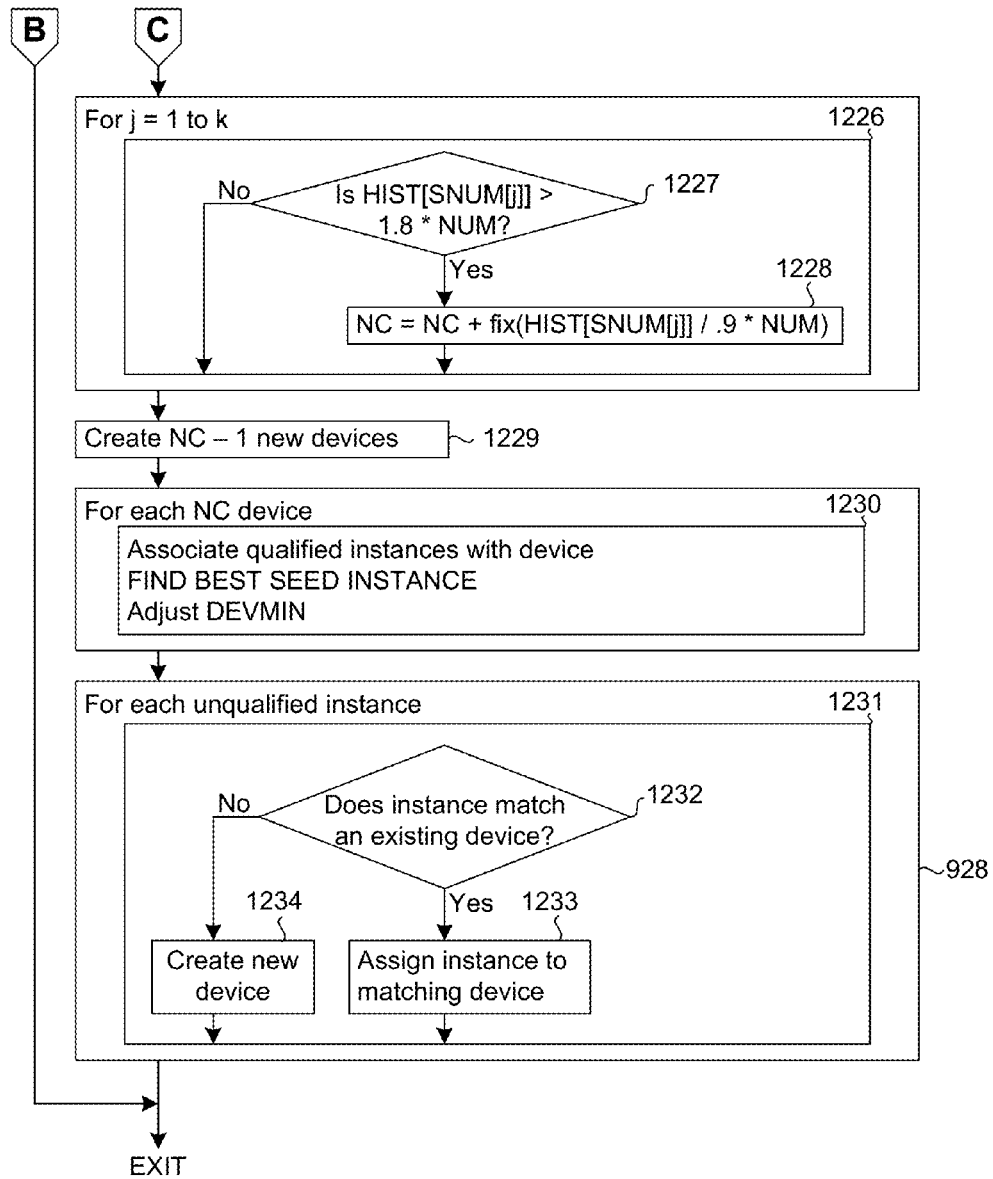 B
C
For j = 1 to k
1226
No
Is HIST[SNUM[j]] >
1.8 * NUM?
1227
Yes
1228
NC = NC + fix(HIST[SNUM[j]] / .9 * NUM)
Create NC – 1 new devices
1229
For each NC device
1230
Associate qualified instances with device
FIND BEST SEED INSTANCE
Adjust DEVMIN
For each unqualified instance
1231
No
Does instance match
an existing device?
1232
928
Yes
1234
1233
Create new
device
Assign instance to
matching device
EXIT